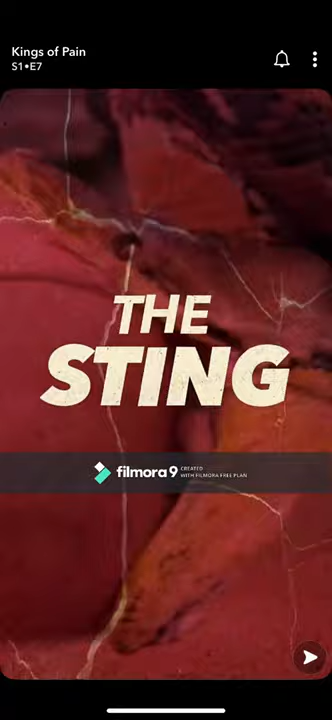 Kings of Pain
S1•E7
THE
STING
filmora9 CREATED
WITH FILMORA FREE PLAN